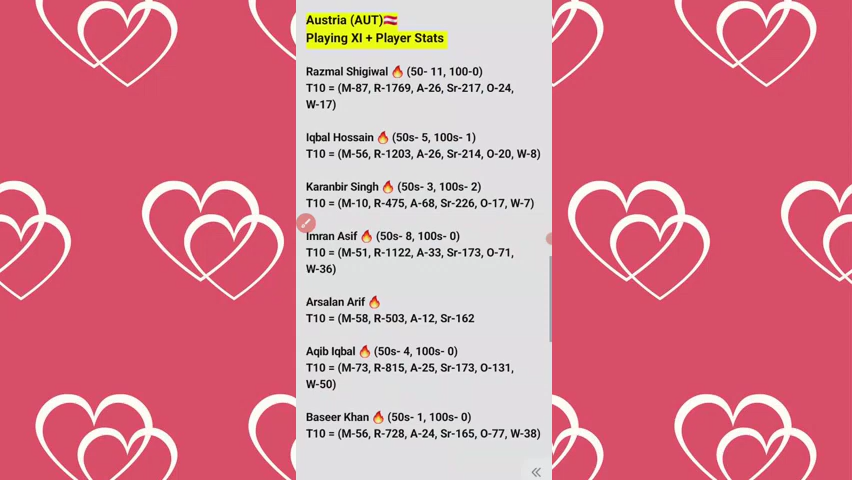 Austria (AUT)🇦🇹
Playing XI + Player Stats
Razmal Shigiwal 🔥 (50- 11, 100-0)
T10 = (M-87, R-1769, A-26, Sr-217, O-24,
W-17)
Iqbal Hossain 🔥 (50s- 5, 100s- 1)
T10 = (M-56, R-1203, A-26, Sr-214, O-20, W-8)
Karanbir Singh 🔥 (50s- 3, 100s- 2)
T10 = (M-10, R-475, A-68, Sr-226, O-17, W-7)
Imran Asif 🔥 (50s- 8, 100s- 0)
T10 = (M-51, R-1122, A-33, Sr-173, O-71,
W-36)
Arsalan Arif 🔥
T10 = (M-58, R-503, A-12, Sr-162
Aqib Iqbal 🔥 (50s- 4, 100s- 0)
T10 = (M-73, R-815, A-25, Sr-173, O-131,
W-50)
Baseer Khan 🔥 (50s- 1, 100s- 0)
T10 = (M-56, R-728, A-24, Sr-165, O-77, W-38)